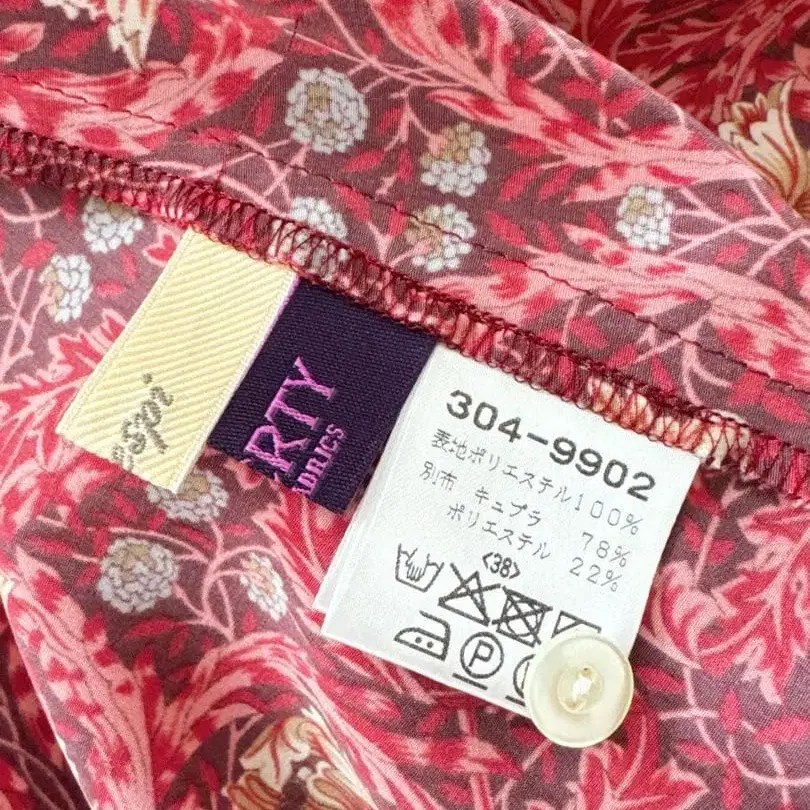 RTY
304-9902
表地ポリエステル100%
別布 キュプラ 78%
ポリエステル 22%
<38>
P